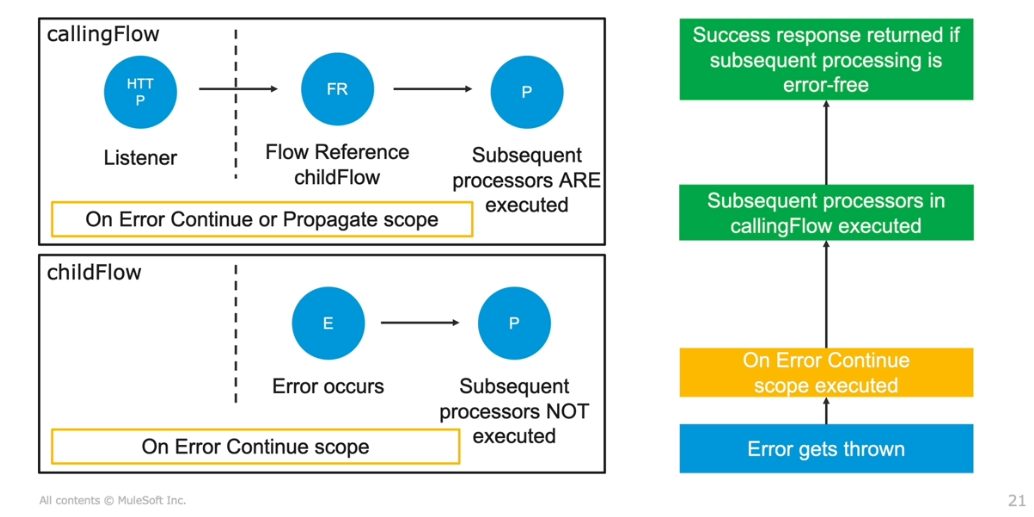 callingFlow
HTT
P
FR
P
Listener
Flow Reference
childFlow
Subsequent
processors ARE
executed
On Error Continue or Propagate scope
childFlow
E
P
Error occurs
Subsequent
processors NOT
executed
On Error Continue scope
Success response returned if
subsequent processing is
error-free
Subsequent processors in
callingFlow executed
On Error Continue
scope executed
Error gets thrown
All contents © MuleSoft Inc.
21